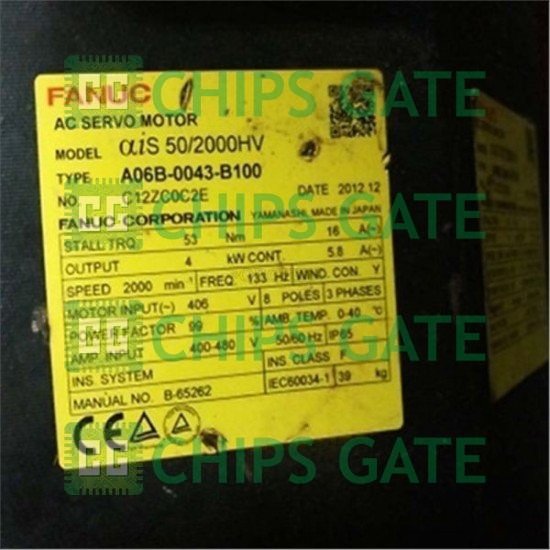 CHIPS GATE
FANUC
AC SERVO MOTOR
MODEL αiS 50/2000HV
TYPE A06B-0043-B100
NO. C12ZC0C2E DATE 2012.12
FANUC CORPORATION YAMANASHI, MADE IN JAPAN
STALL TRQ 53 Nm 16 A(~)
OUTPUT 4 kW CONT. 5.8 A(~)
SPEED 2000 min⁻¹ FREQ. 133 Hz WIND. CON. Y
MOTOR INPUT(~) 406 V 8 POLES 3 PHASES
POWER FACTOR 99 % AMB. TEMP. 0-40 °C
AMP. INPUT 400-480 V 50/60 Hz IP65
INS. SYSTEM INS. CLASS F
MANUAL NO. B-65262 IEC60034-1 39 kg
CE
CHIPS GATE
CHIPS GATE
CHIPS GATE
CHIPS GATE